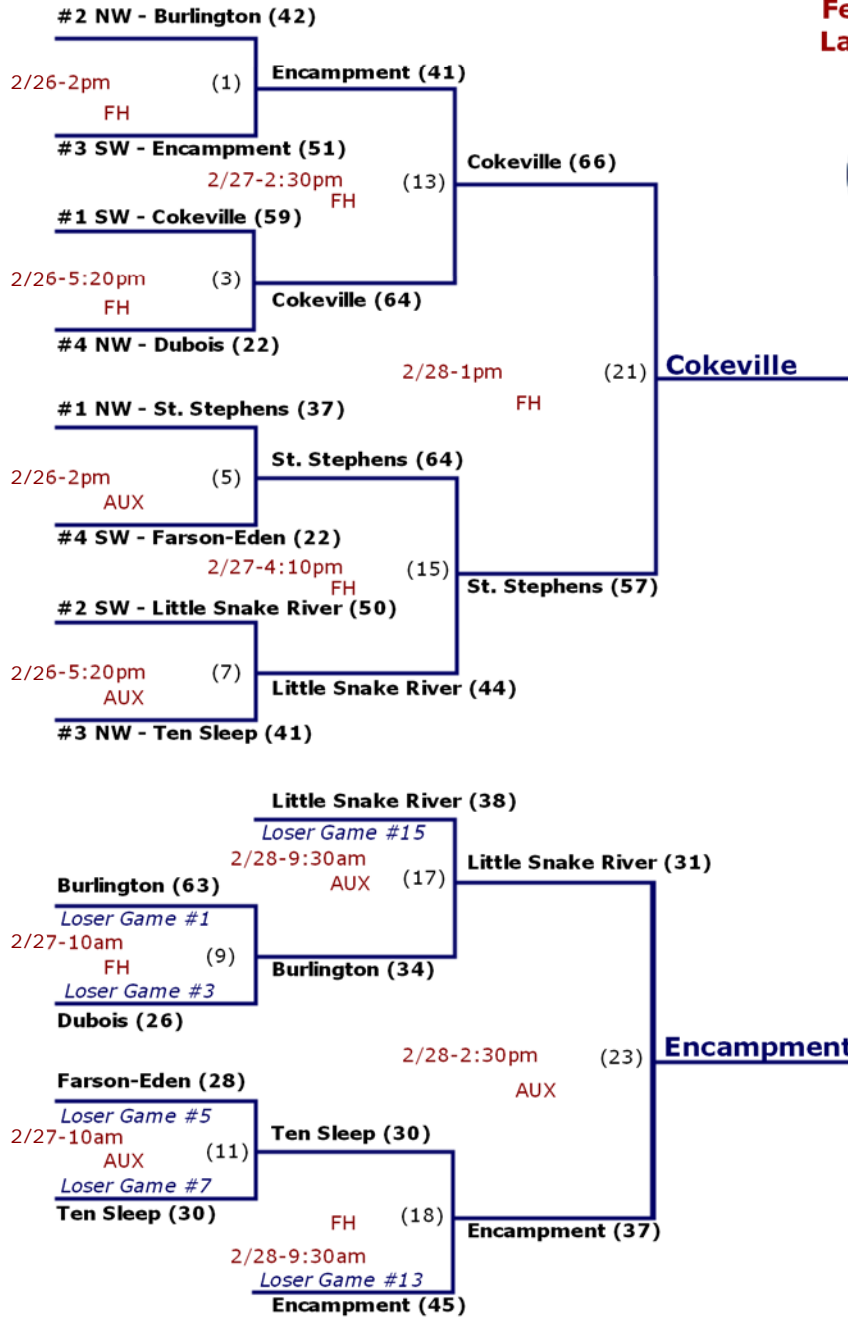 Fe
#2 NW - Burlington (42)
La
Encampment (41)
2/26-2pm
(1)
FH
#3 SW - Encampment (51)
Cokeville (66)
2/27-2:30pm
(13)
FH
#1 SW - Cokeville (59)
2/26-5:20pm
(3)
Cokeville (64)
FH
#4 NW - Dubois (22)
Cokeville
2/28-1pm
(21)
FH
#1 NW - St. Stephens (37)
St. Stephens (64)
2/26-2pm
(5)
AUX
#4 SW - Farson-Eden (22)
2/27-4:10pm
(15)
FH
St. Stephens (57)
#2 SW - Little Snake River (50)
2/26-5:20pm
(7)
Little Snake River (44)
AUX
#3 NW - Ten Sleep (41)
Little Snake River (38)
Loser Game #15
2/28-9:30am
Little Snake River (31)
AUX
(17)
Burlington (63)
Loser Game #1
2/27-10am
(9)
FH
Burlington (34)
Loser Game #3
Dubois (26)
Encampment
2/28-2:30pm
(23)
AUX
Farson-Eden (28)
Loser Game #5
Ten Sleep (30)
2/27-10am
(11)
AUX
Loser Game #7
Ten Sleep (30)
FH
(18)
Encampment (37)
2/28-9:30am
Loser Game #13
Encampment (45)